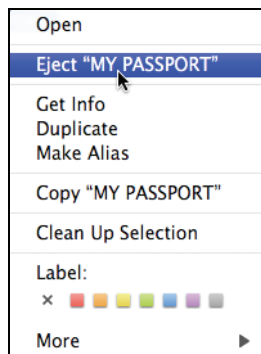 Open
Eject “MY PASSPORT”
Get Info
Duplicate
Make Alias
Copy “MY PASSPORT”
Clean Up Selection
Label:
×
More